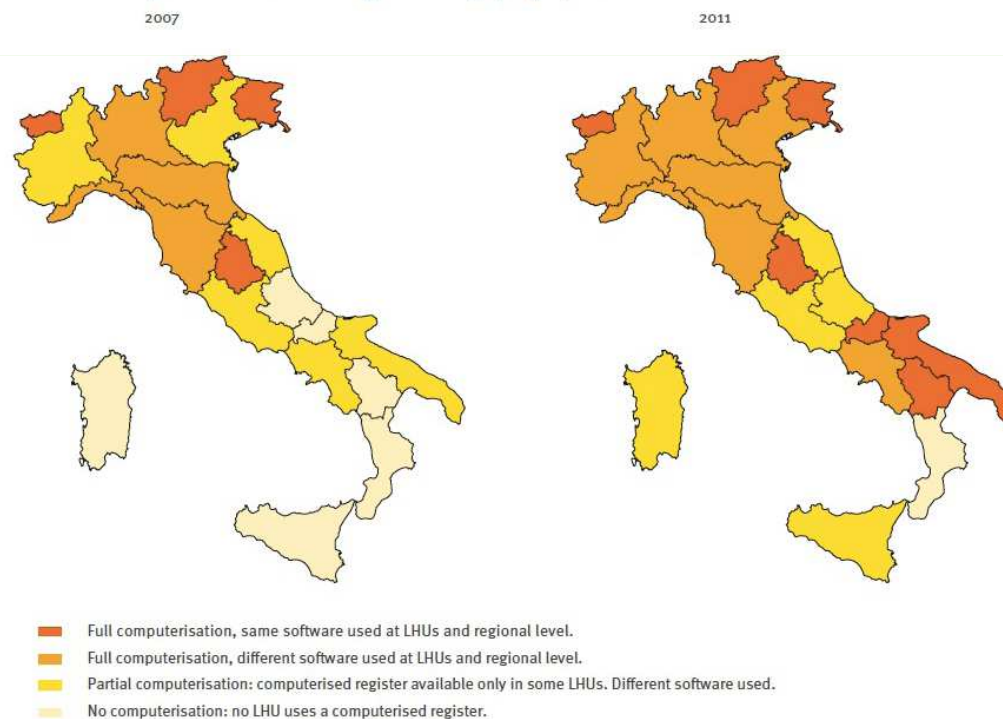 2007
2011
Full computerisation, same software used at LHUs and regional level.
Full computerisation, different software used at LHUs and regional level.
Partial computerisation: computerised register available only in some LHUs. Different software used.
No computerisation: no LHU uses a computerised register.